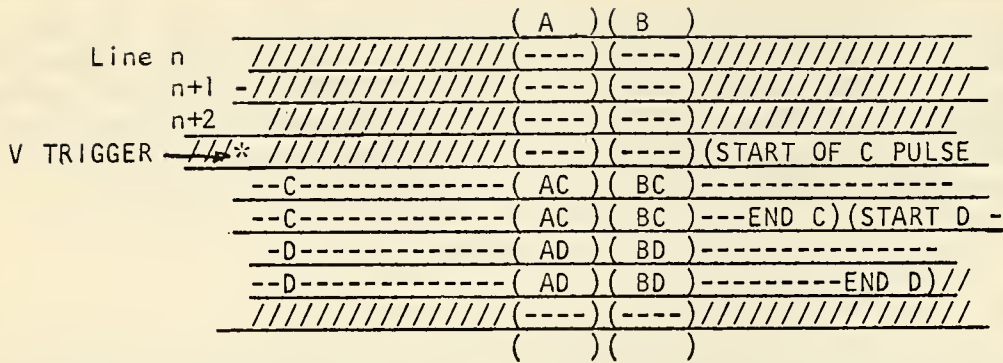 ( A )( B )
Line n ///////////////(----)(----)///////////////
n+1 -///////////////(----)(----)////////////////
n+2 //////////////(----)(----)///////////////
V TRIGGER ///* //////////////(----)(----)(START OF C PULSE
--C------------( AC )( BC )---------------
--C------------( AC )( BC )---END C)(START D -
-D------------( AD )( BD )--------------
--D------------( AD )( BD )---------END D)//
///////////////(----)(----)////////////////
( )( )